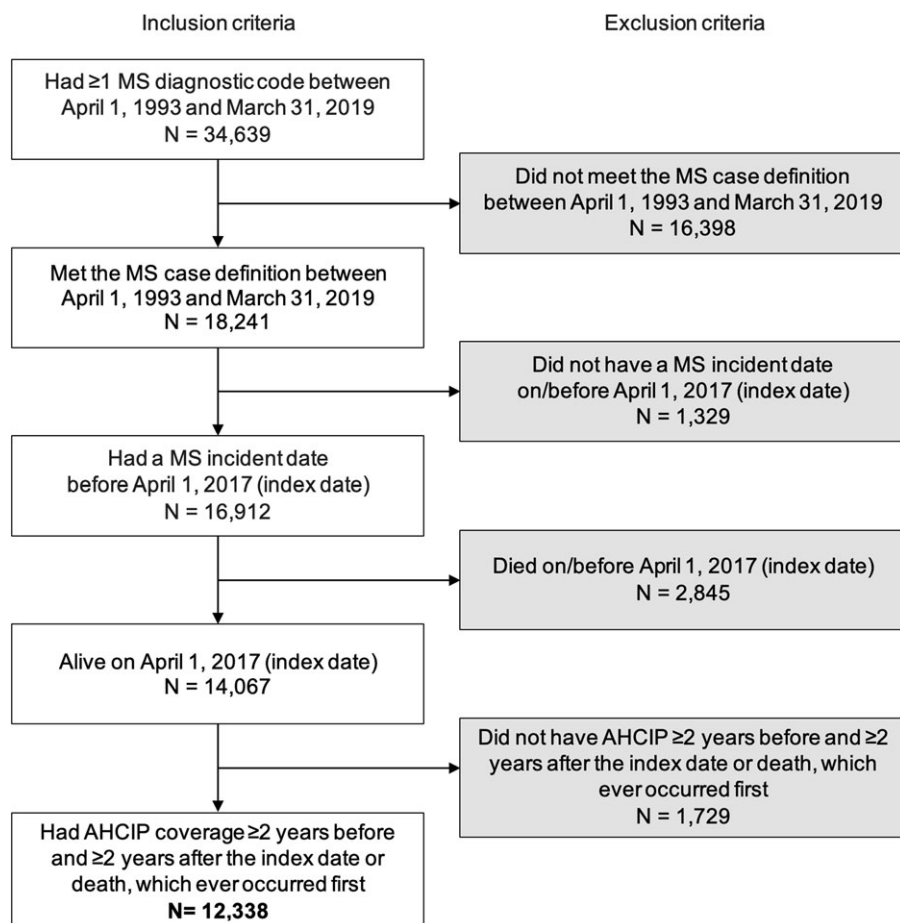 Inclusion criteria
Exclusion criteria
Had ≥1 MS diagnostic code between
April 1, 1993 and March 31, 2019
N = 34,639
Did not meet the MS case definition
between April 1, 1993 and March 31, 2019
N = 16,398
Met the MS case definition between
April 1, 1993 and March 31, 2019
N = 18,241
Did not have a MS incident date
on/before April 1, 2017 (index date)
N = 1,329
Had a MS incident date
before April 1, 2017 (index date)
N = 16,912
Died on/before April 1, 2017 (index date)
N = 2,845
Alive on April 1, 2017 (index date)
N = 14,067
Did not have AHCIP ≥2 years before and ≥2
years after the index date or death, which
ever occurred first
N = 1,729
Had AHCIP coverage ≥2 years before
and ≥2 years after the index date or
death, which ever occurred first
N= 12,338